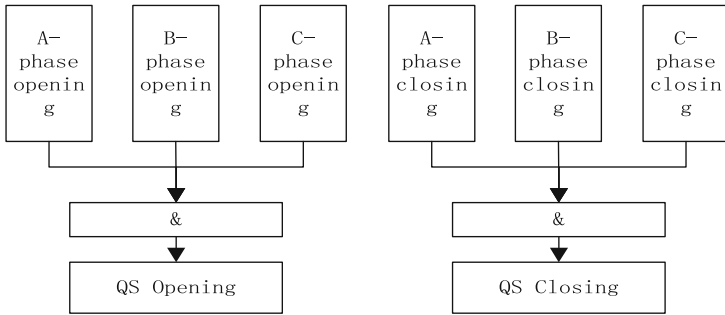 A-
phase
openin
g
B-
phase
openin
g
C-
phase
openin
g
A-
phase
closin
g
B-
phase
closin
g
C-
phase
closin
g
&
&
QS Opening
QS Closing